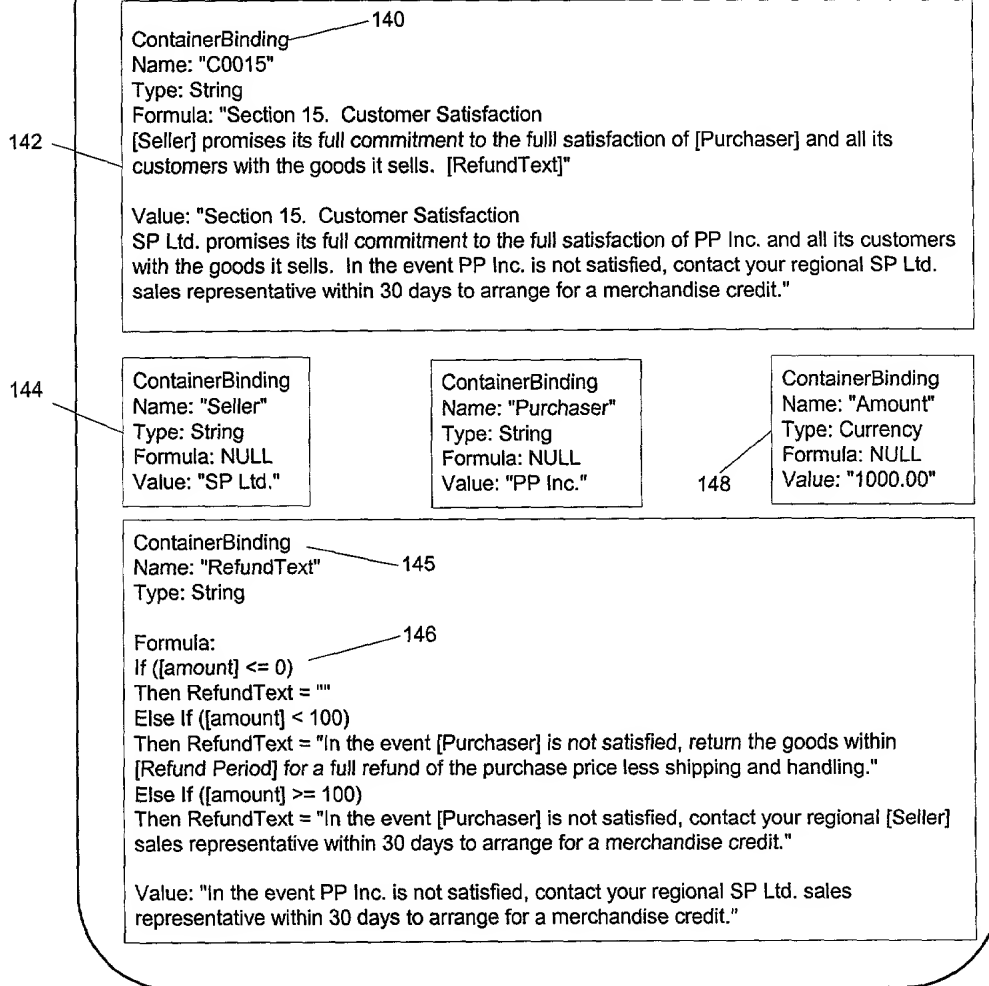 140
ContainerBinding
Name: "C0015"
Type: String
Formula: "Section 15. Customer Satisfaction
142
[Seller] promises its full commitment to the fulll satisfaction of [Purchaser] and all its
customers with the goods it sells. [RefundText]"
Value: "Section 15. Customer Satisfaction
SP Ltd. promises its full commitment to the full satisfaction of PP Inc. and all its customers
with the goods it sells. In the event PP Inc. is not satisfied, contact your regional SP Ltd.
sales representative within 30 days to arrange for a merchandise credit."
144
ContainerBinding
Name: "Seller"
Type: String
Formula: NULL
Value: "SP Ltd."
ContainerBinding
Name: "Purchaser"
Type: String
Formula: NULL
Value: "PP Inc."
148
ContainerBinding
Name: "Amount"
Type: Currency
Formula: NULL
Value: "1000.00"
ContainerBinding
145
Name: "RefundText"
Type: String
Formula:
146
If ([amount] <= 0)
Then RefundText = ""
Else If ([amount] < 100)
Then RefundText = "In the event [Purchaser] is not satisfied, return the goods within
[Refund Period] for a full refund of the purchase price less shipping and handling."
Else If ([amount] >= 100)
Then RefundText = "In the event [Purchaser] is not satisfied, contact your regional [Seller]
sales representative within 30 days to arrange for a merchandise credit."
Value: "In the event PP Inc. is not satisfied, contact your regional SP Ltd. sales
representative within 30 days to arrange for a merchandise credit."